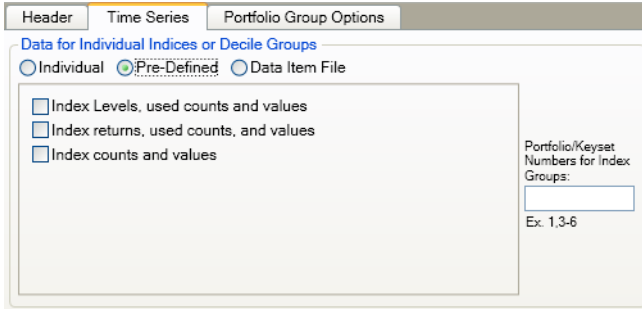 Header Time Series Portfolio Group Options
Data for Individual Indices or Decile Groups
Individual Pre-Defined Data Item File
Index Levels, used counts and values
Index returns, used counts, and values
Index counts and values
Portfolio/Keyset
Numbers for Index
Groups:
Ex. 1,3-6